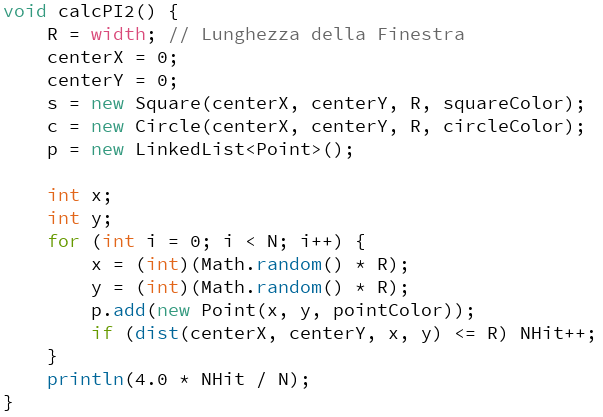 void calcPI2() {
    R = width; // Lunghezza della Finestra
    centerX = 0;
    centerY = 0;
    s = new Square(centerX, centerY, R, squareColor);
    c = new Circle(centerX, centerY, R, circleColor);
    p = new LinkedList<Point>();

    int x;
    int y;
    for (int i = 0; i < N; i++) {
        x = (int)(Math.random() * R);
        y = (int)(Math.random() * R);
        p.add(new Point(x, y, pointColor));
        if (dist(centerX, centerY, x, y) <= R) NHit++;
    }
    println(4.0 * NHit / N);
}